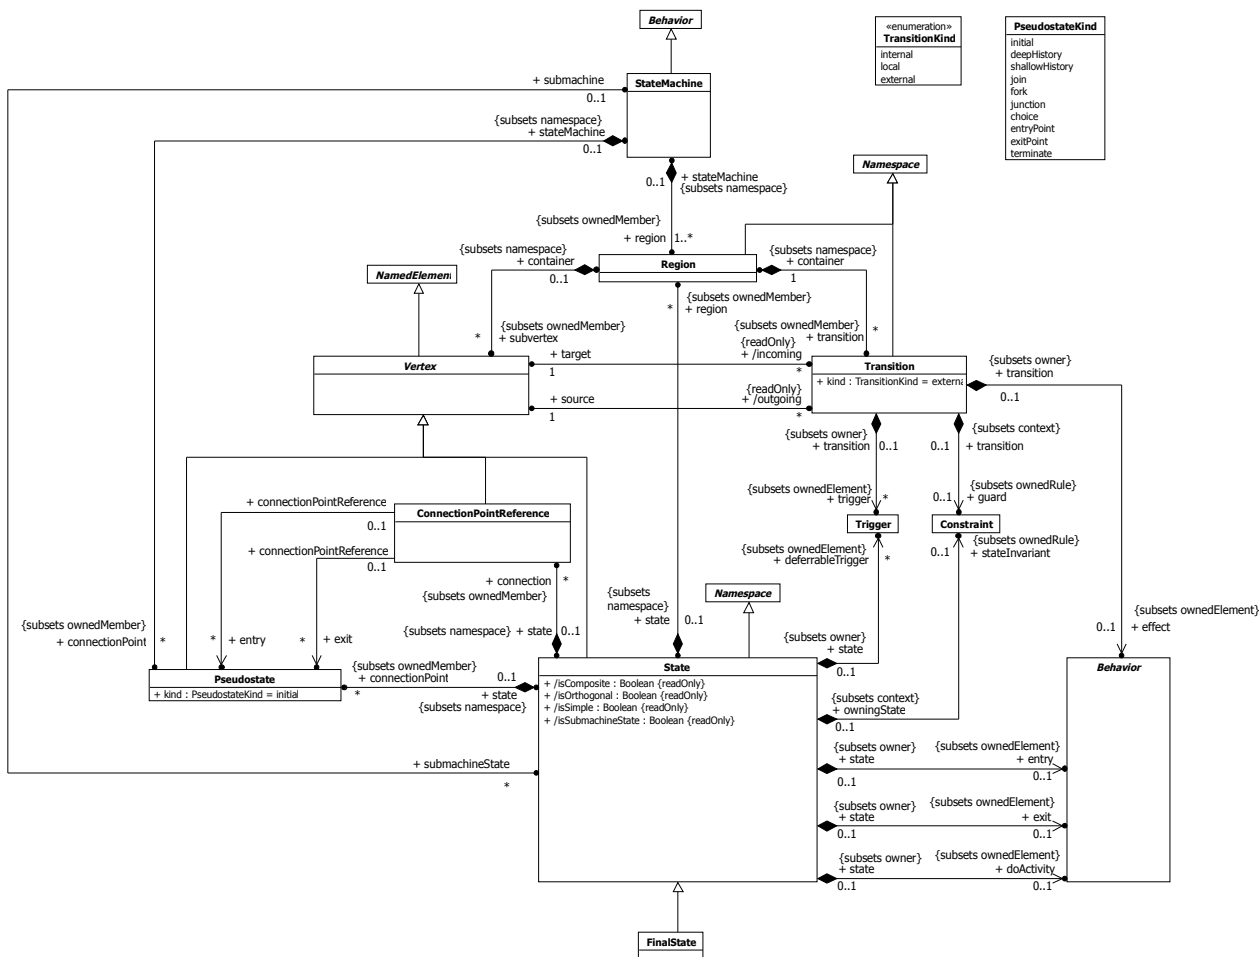 Behavior
«enumeration»
TransitionKind
internal
local
external
PseudostateKind
initial
deepHistory
shallowHistory
join
fork
junction
choice
entryPoint
exitPoint
terminate
+ submachine
0..1
StateMachine
{subsets namespace}
+ stateMachine
0..1
+ stateMachine
0..1
{subsets namespace}
Namespace
{subsets ownedMember}
+ region
1..*
{subsets namespace}
+ container
0..1
Region
{subsets namespace}
+ container
1
NamedElement
{subsets ownedMember}
* + region
{subsets ownedMember}
* + subvertex
{subsets ownedMember}
+ transition *
Vertex
+ target
1
{readOnly}
+ /incoming
*
+ source
1
{readOnly}
+ /outgoing
*
Transition
+ kind : TransitionKind = externa
{subsets owner}
+ transition
0..1
{subsets owner}
+ transition
0..1
{subsets context}
0..1 + transition
+ connectionPointReference
0..1
ConnectionPointReference
+ connectionPointReference
0..1
{subsets ownedElement}
+ trigger *
{subsets ownedRule}
0..1 + guard
Trigger
Constraint
{subsets ownedElement}
+ deferrableTrigger *
{subsets ownedRule}
0..1 + stateInvariant
+ connection *
{subsets ownedMember}
{subsets
namespace}
+ state
0..1
Namespace
{subsets ownedMember}
+ connectionPoint *
* + entry
* + exit
{subsets namespace} + state 0..1
{subsets owner}
+ state
0..1
{subsets ownedElement}
0..1 + effect
Pseudostate
+ kind : PseudostateKind = initial
{subsets ownedMember}
+ connectionPoint
*
0..1
+ state
{subsets namespace}
State
+ /isComposite : Boolean {readOnly}
+ /isOrthogonal : Boolean {readOnly}
+ /isSimple : Boolean {readOnly}
+ /isSubmachineState : Boolean {readOnly}
{subsets context}
+ owningState
0..1
Behavior
+ submachineState
*
{subsets owner}
+ state
0..1
{subsets ownedElement}
+ entry
0..1
{subsets owner}
+ state
0..1
{subsets ownedElement}
+ exit
0..1
{subsets owner}
+ state
0..1
{subsets ownedElement}
+ doActivity
0..1
FinalState